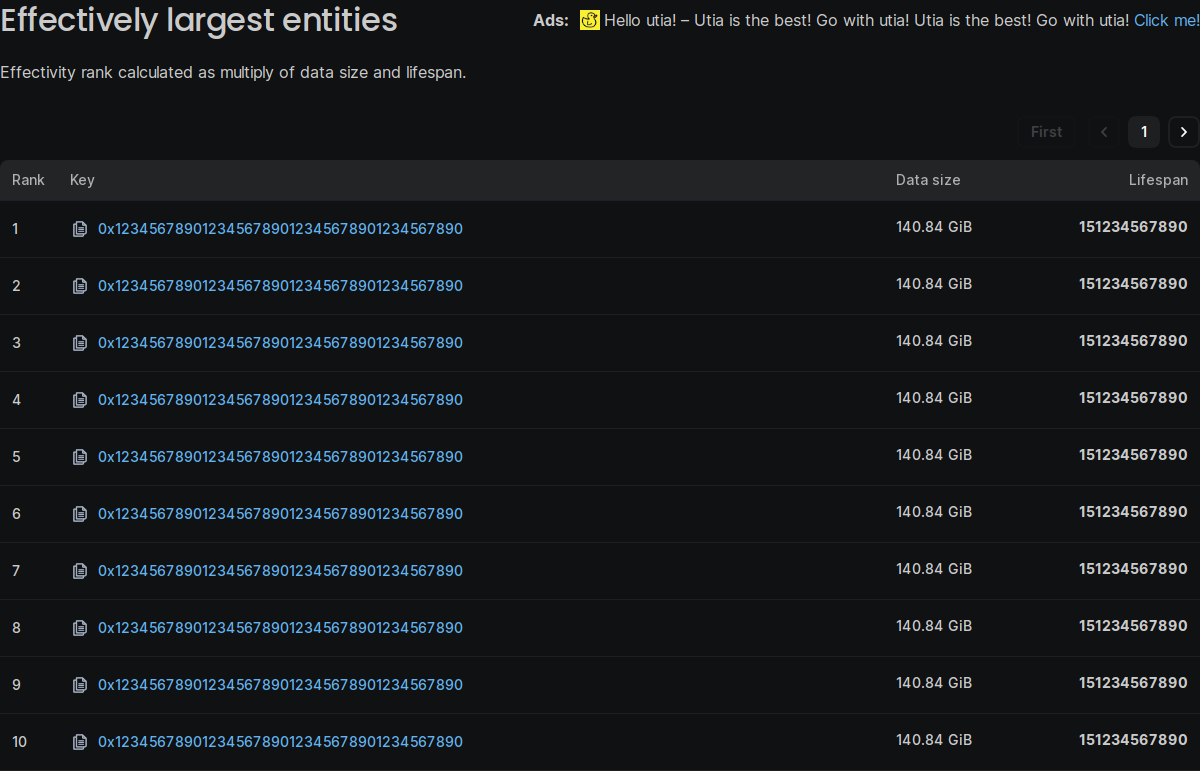 Effectively largest entities
Ads: Hello utia! – Utia is the best! Go with utia! Utia is the best! Go with utia! Click me!
Effectivity rank calculated as multiply of data size and lifespan.
First 1
Rank Key Data size Lifespan
1 0x1234567890123456789012345678901234567890 140.84 GiB 151234567890
2 0x1234567890123456789012345678901234567890 140.84 GiB 151234567890
3 0x1234567890123456789012345678901234567890 140.84 GiB 151234567890
4 0x1234567890123456789012345678901234567890 140.84 GiB 151234567890
5 0x1234567890123456789012345678901234567890 140.84 GiB 151234567890
6 0x1234567890123456789012345678901234567890 140.84 GiB 151234567890
7 0x1234567890123456789012345678901234567890 140.84 GiB 151234567890
8 0x1234567890123456789012345678901234567890 140.84 GiB 151234567890
9 0x1234567890123456789012345678901234567890 140.84 GiB 151234567890
10 0x1234567890123456789012345678901234567890 140.84 GiB 151234567890